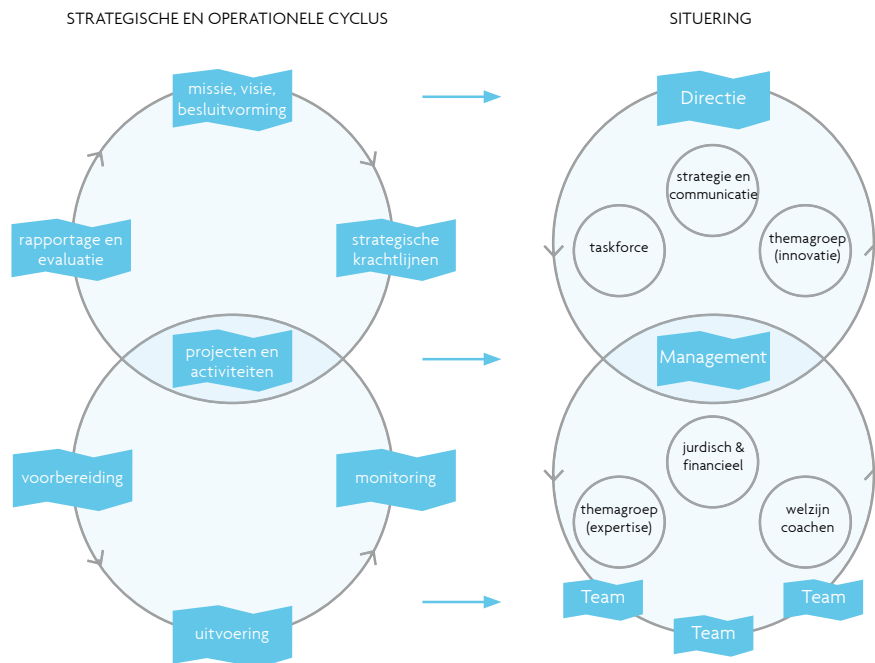 STRATEGISCHE EN OPERATIONELE CYCLUS
missie, visie,
besluitvorming
rapportage en
evaluatie
strategische
krachtlijnen
projecten en
activiteiten
voorbereiding
monitoring
uitvoering
SITUERING
Directie
strategie en
communicatie
taskforce
themagroep
(innovatie)
Management
jurdisch &
financieel
themagroep
(expertise)
welzijn
coachen
Team
Team
Team